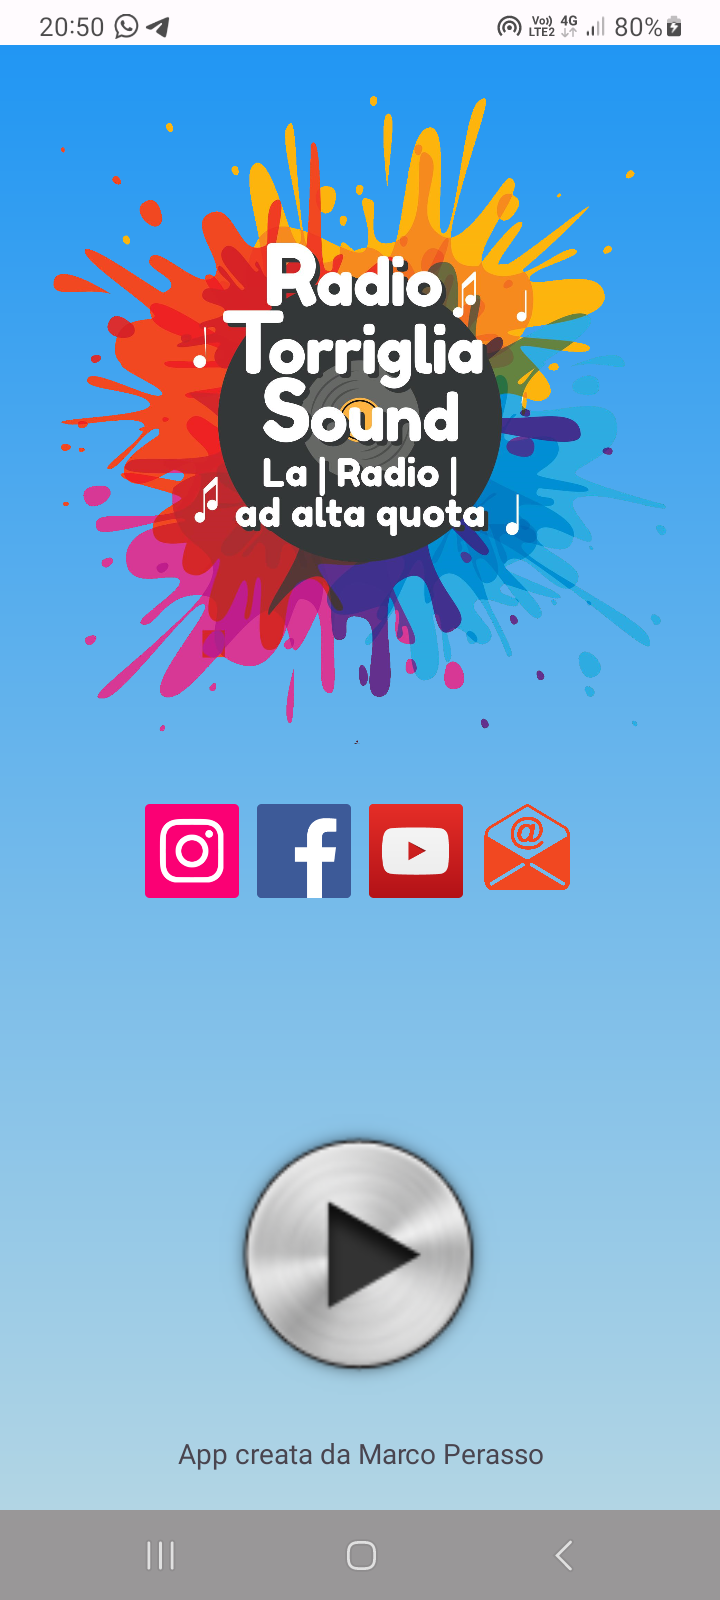 20:50
Vo)) 4G 80%
LTE2
Radio
Torriglia
Sound
La | Radio |
ad alta quota
@
App creata da Marco Perasso